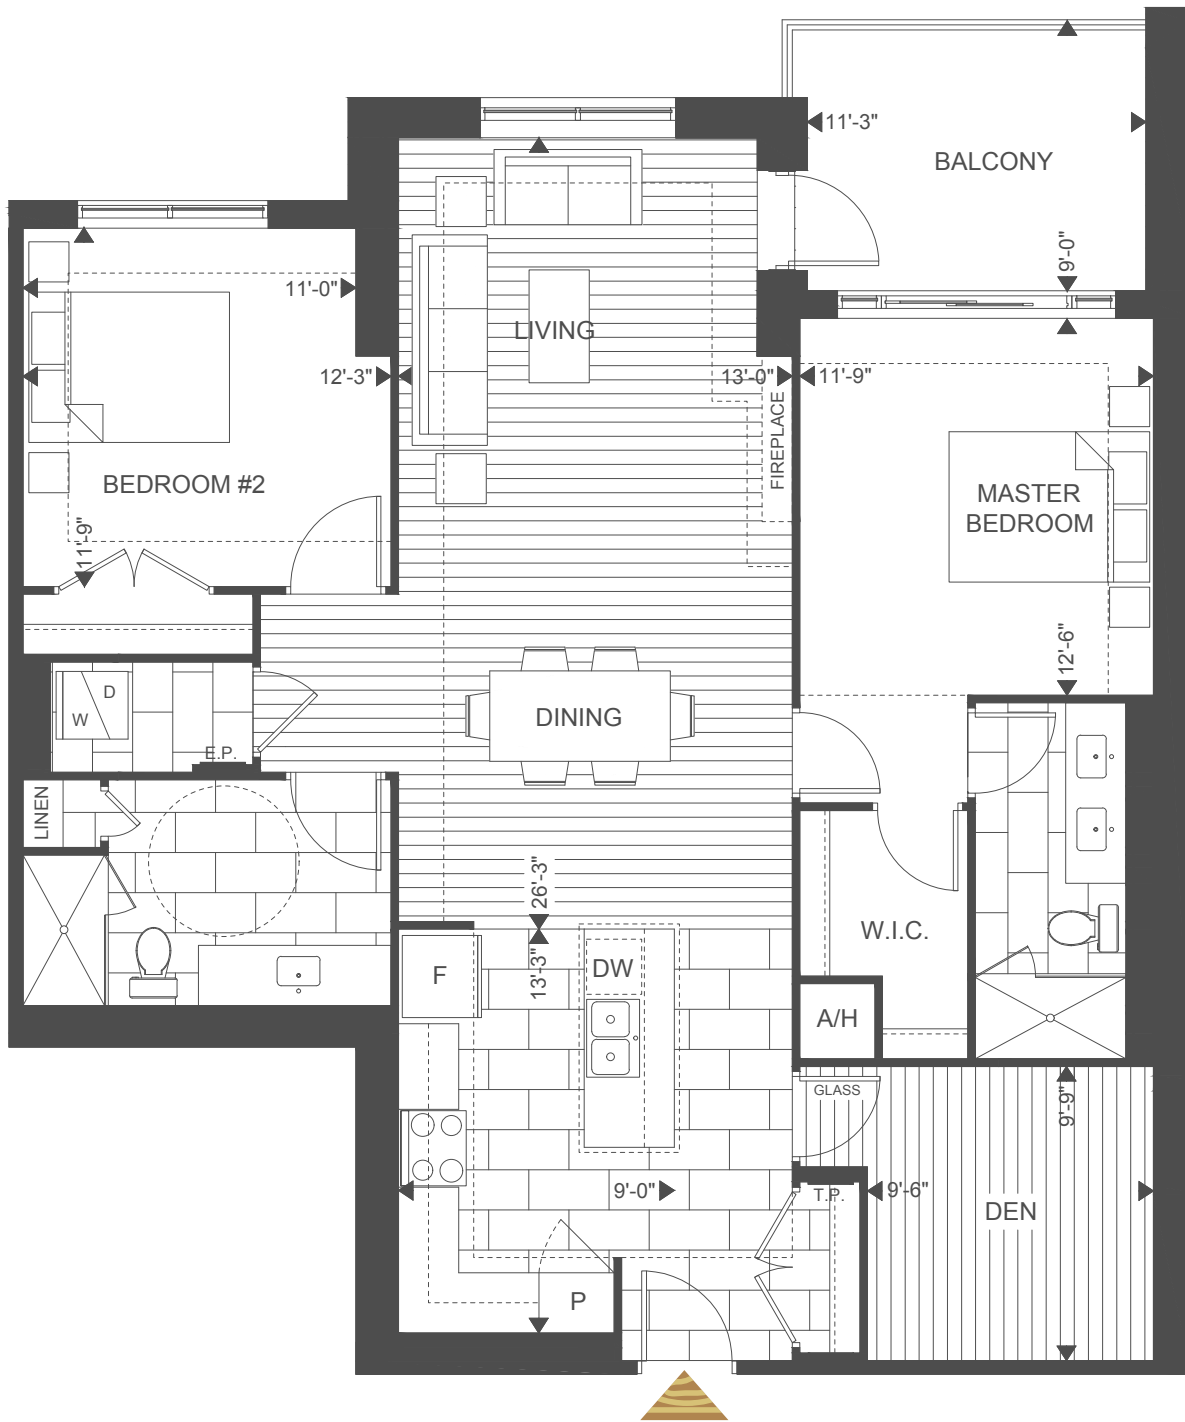 11'-3"
BALCONY
9'-0"
11'-0"
LIVING
12'-3"
13'-0"
11'-9"
FIREPLACE
BEDROOM #2
MASTER
BEDROOM
11'-9"
12'-6"
D
W
DINING
E.P.
LINEN
26'-3"
W.I.C.
F
DW
13'-3"
A/H
GLASS
9'-9"
9'-0"
T.P.
9'-6"
DEN
P